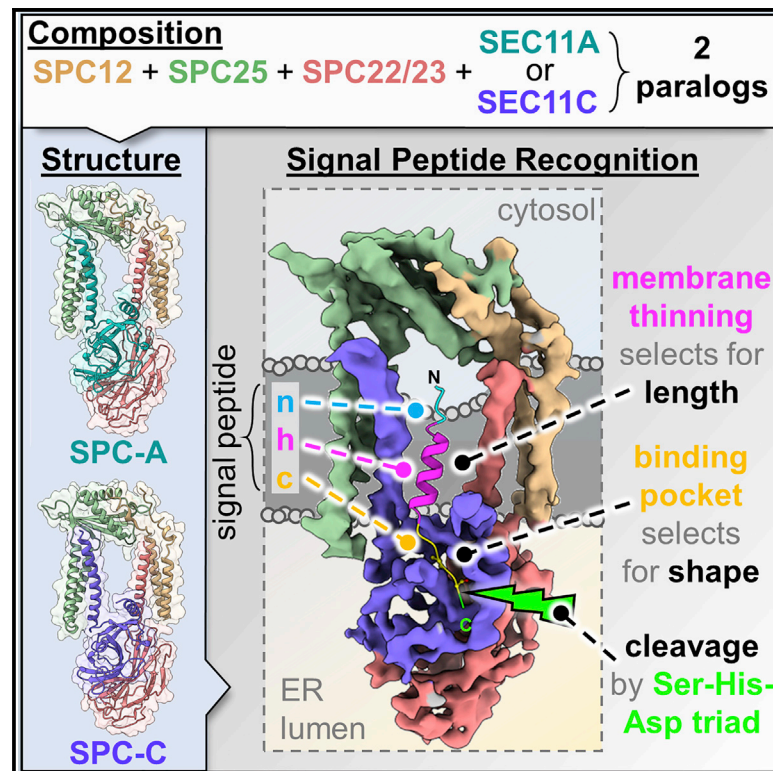 Composition
SPC12 + SPC25 + SPC22/23 +
SEC11A
or
SEC11C
2
paralogs
Structure
SPC-A
SPC-C
Signal Peptide Recognition
cytosol
N
signal peptide
n
h
c
C
ER
lumen
membrane
thinning
selects for
length
binding
pocket
selects
for shape
cleavage
by Ser-His-
Asp triad